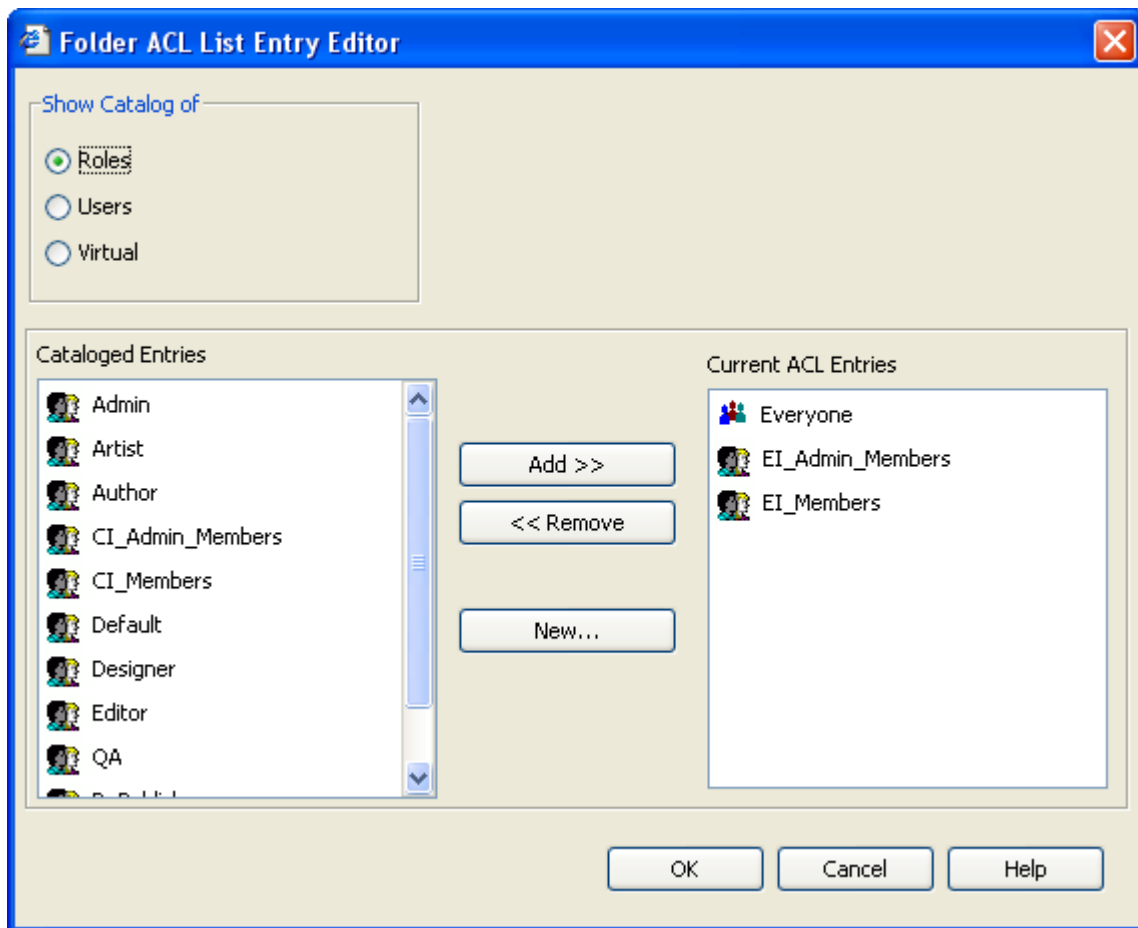 Folder ACL List Entry Editor
Show Catalog of
Roles
Users
Virtual
Cataloged Entries
Admin
Artist
Author
CI_Admin_Members
CI_Members
Default
Designer
Editor
QA
Add >>
<< Remove
New...
Current ACL Entries
Everyone
EI_Admin_Members
EI_Members
OK
Cancel
Help